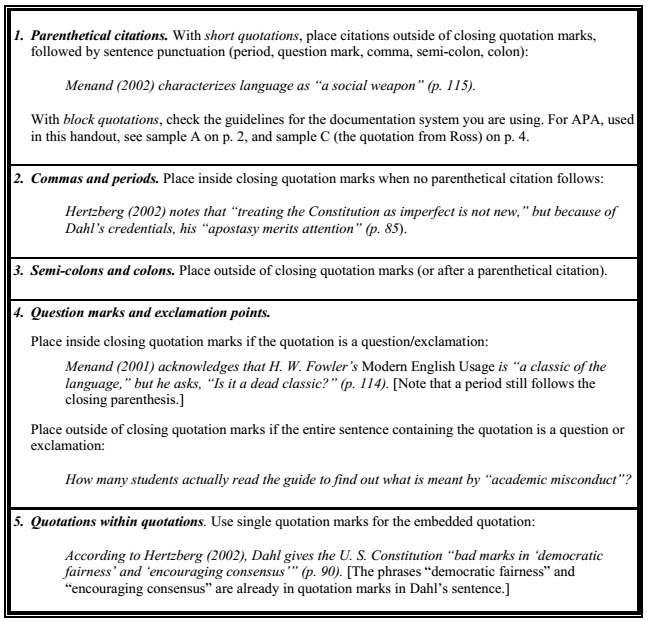 1. Parenthetical citations. With short quotations, place citations outside of closing quotation marks,
followed by sentence punctuation (period, question mark, comma, semi-colon, colon):
Menand (2002) characterizes language as “a social weapon” (p. 115).
With block quotations, check the guidelines for the documentation system you are using. For APA, used
in this handout, see sample A on p. 2, and sample C (the quotation from Ross) on p. 4.
2. Commas and periods. Place inside closing quotation marks when no parenthetical citation follows:
Hertzberg (2002) notes that “treating the Constitution as imperfect is not new,” but because of
Dahl’s credentials, his “apostasy merits attention” (p. 85).
3. Semi-colons and colons. Place outside of closing quotation marks (or after a parenthetical citation).
4. Question marks and exclamation points.
Place inside closing quotation marks if the quotation is a question/exclamation:
Menand (2001) acknowledges that H. W. Fowler’s Modern English Usage is “a classic of the
language,” but he asks, “Is it a dead classic?” (p. 114). [Note that a period still follows the
closing parenthesis.]
Place outside of closing quotation marks if the entire sentence containing the quotation is a question or
exclamation:
How many students actually read the guide to find out what is meant by “academic misconduct”?
5. Quotations within quotations. Use single quotation marks for the embedded quotation:
According to Hertzberg (2002), Dahl gives the U. S. Constitution “bad marks in ‘democratic
fairness’ and ‘encouraging consensus’” (p. 90). [The phrases “democratic fairness” and
“encouraging consensus” are already in quotation marks in Dahl’s sentence.]